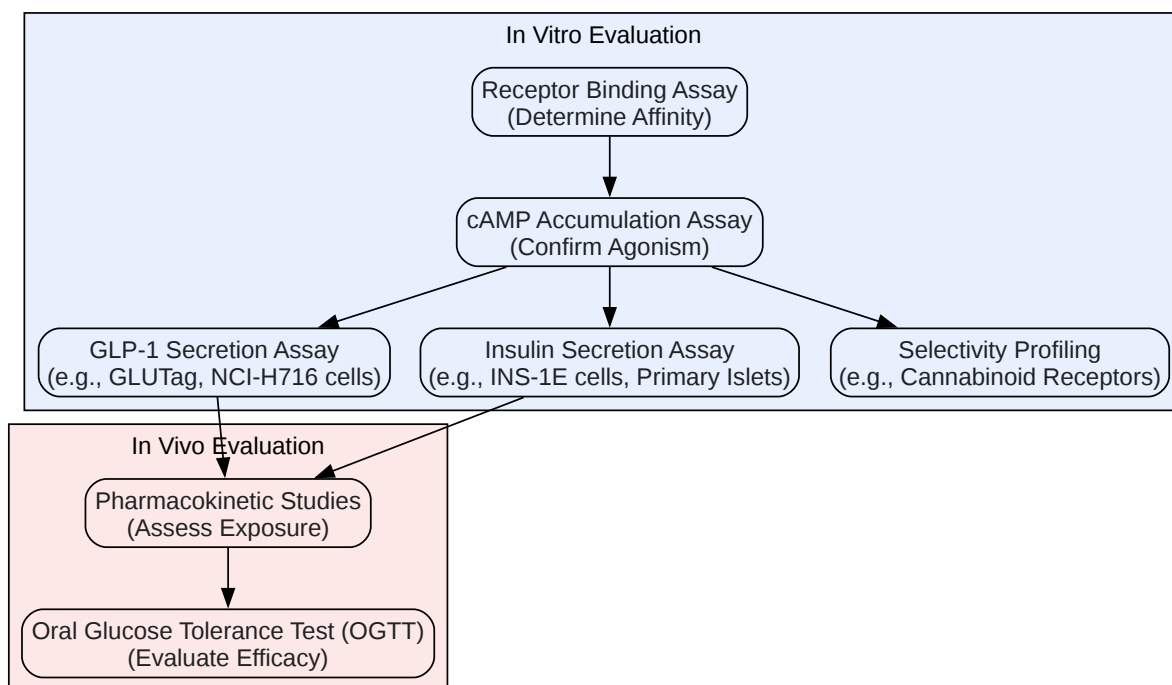 In Vitro Evaluation
Receptor Binding Assay
(Determine Affinity)
cAMP Accumulation Assay
(Confirm Agonism)
GLP-1 Secretion Assay
(e.g., GLUTag, NCI-H716 cells)
Insulin Secretion Assay
(e.g., INS-1E cells, Primary Islets)
Selectivity Profiling
(e.g., Cannabinoid Receptors)
In Vivo Evaluation
Pharmacokinetic Studies
(Assess Exposure)
Oral Glucose Tolerance Test (OGTT)
(Evaluate Efficacy)